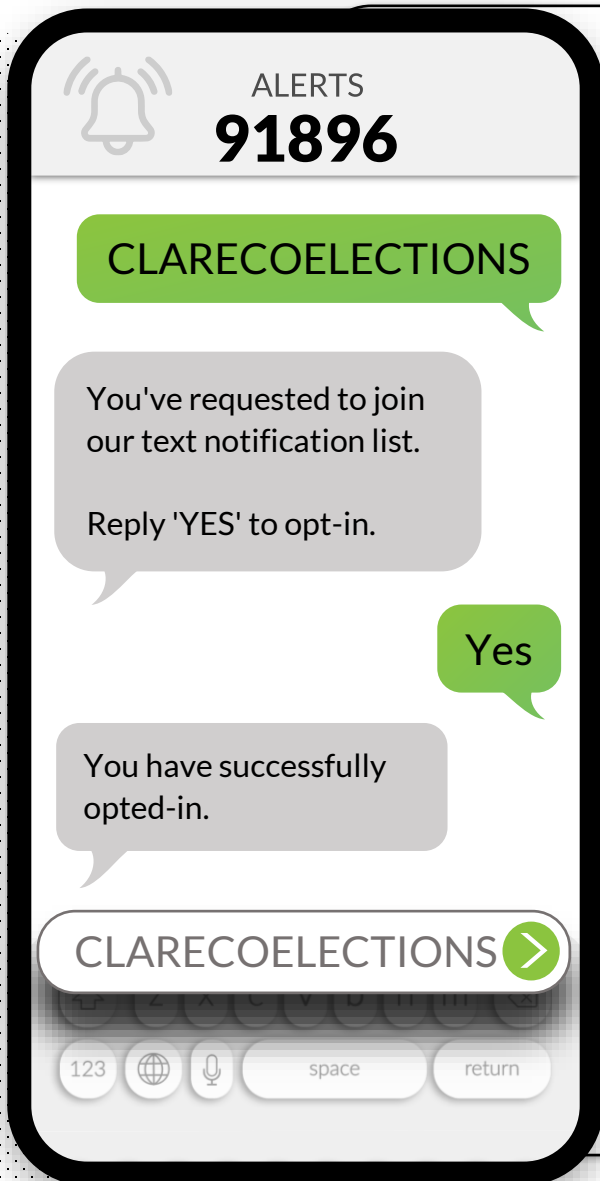 ALERTS
91896
CLARECOELECTIONS
You've requested to join
our text notification list.
Reply 'YES' to opt-in.
Yes
You have successfully
opted-in.
CLARECOELECTIONS
z x c v b n m
123 space return